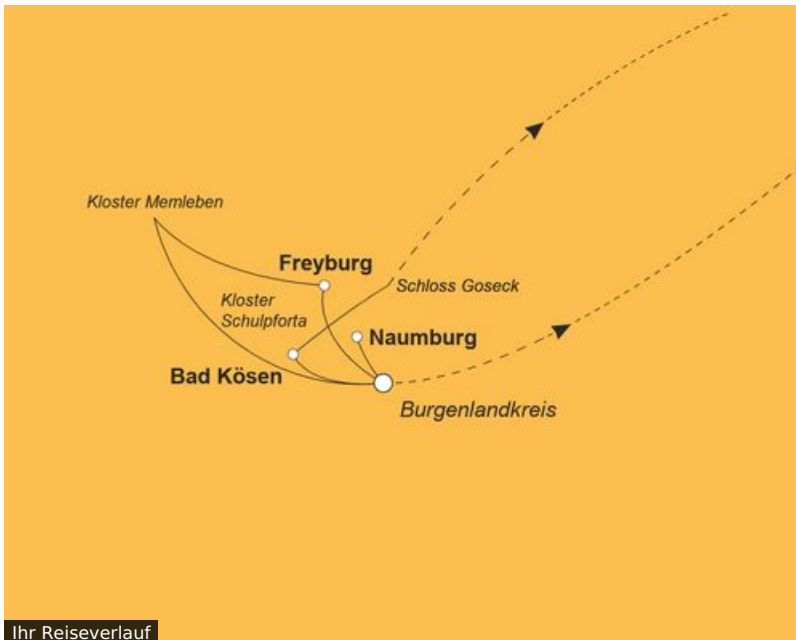 Kloster Memleben
Freyburg
Schloss Goseck
Kloster
Schulpforta
Naumburg
Bad Kösen
Burgenlandkreis
Ihr Reiseverlauf